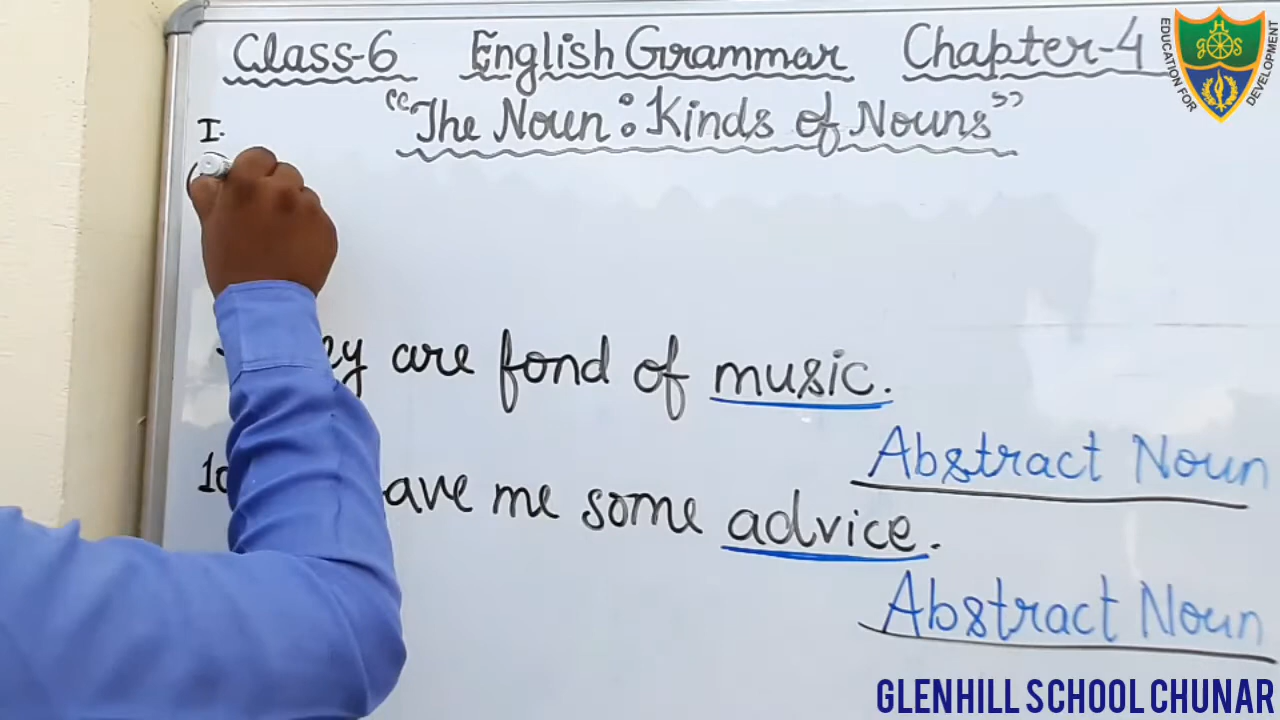 Class-6 English Grammar Chapter-4
"The Noun : Kinds of Nouns"
I.
are fond of music.
Abstract Noun
me some advice.
Abstract Noun
GLENHILL SCHOOL CHUNAR
EDUCATION FOR DEVELOPMENT
GHS